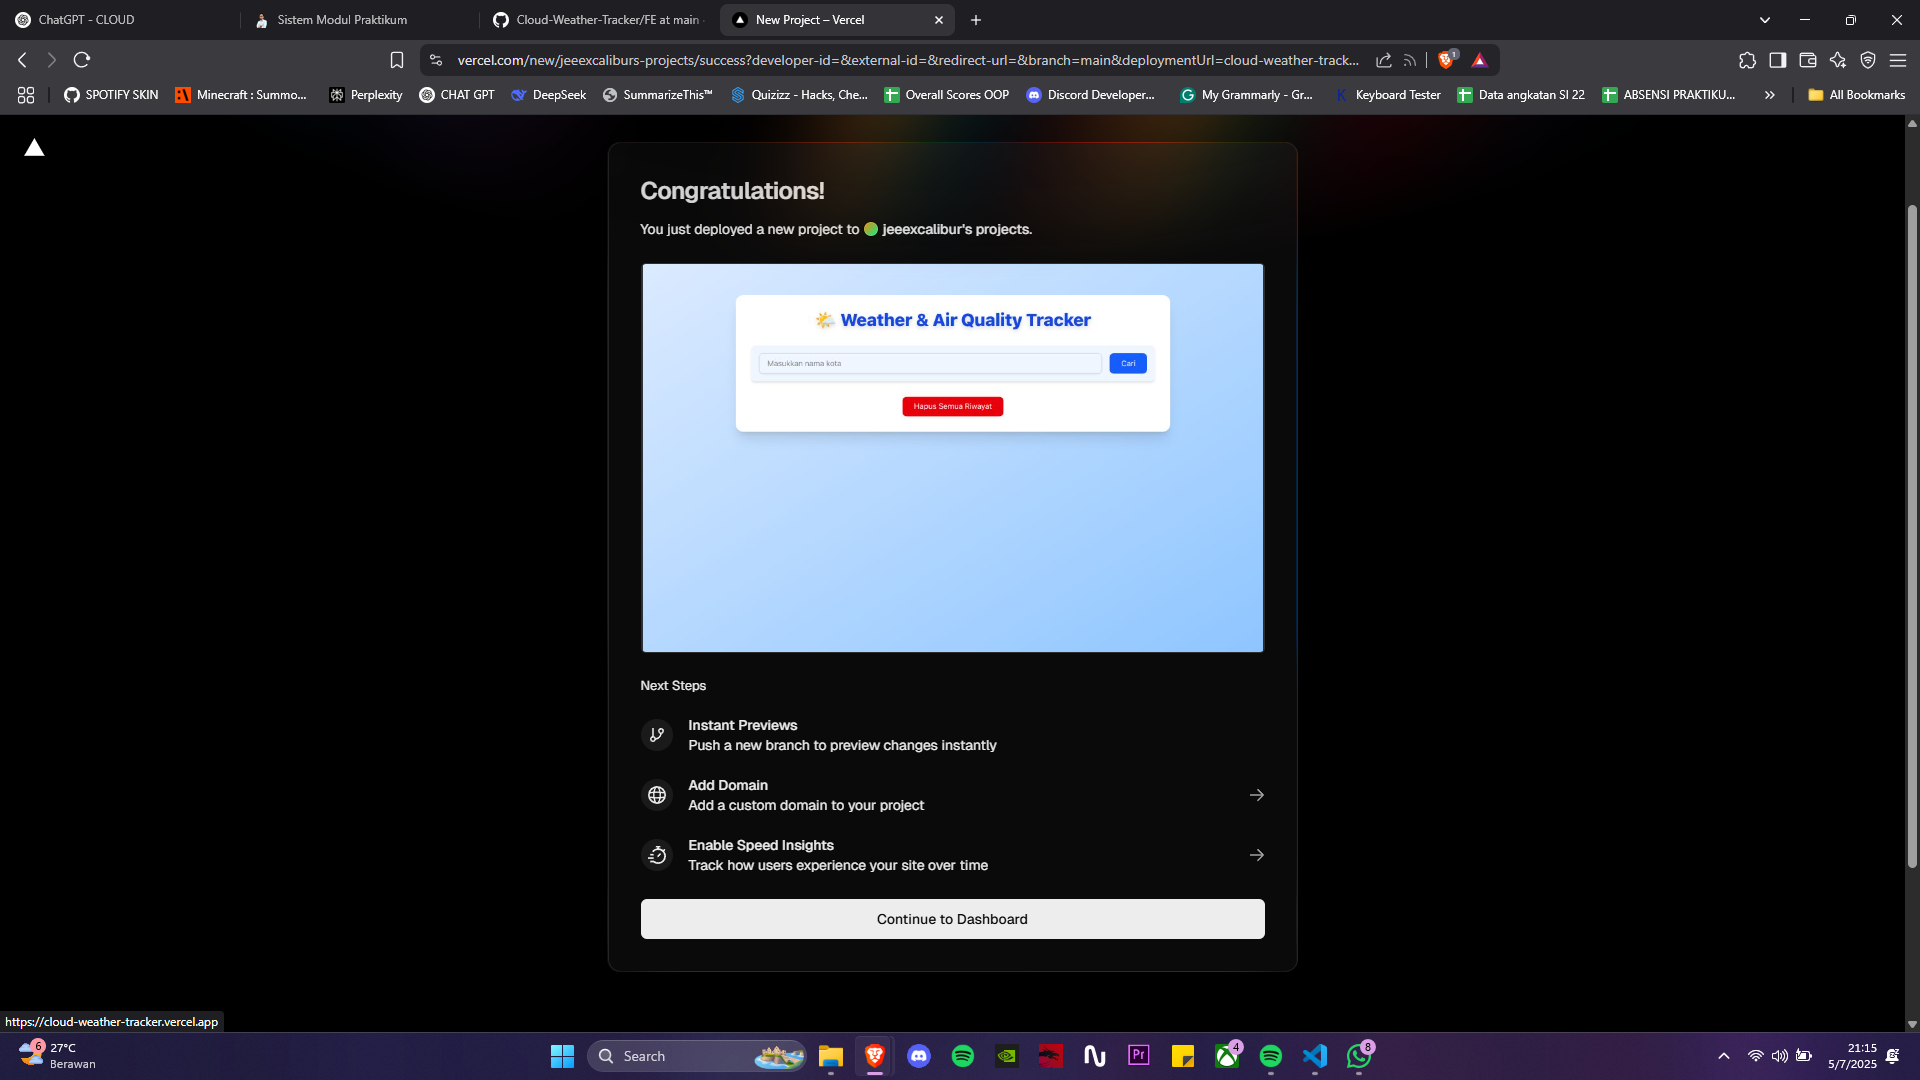 ChatGPT - CLOUD
Sistem Modul Praktikum
Cloud-Weather-Tracker/FE at main
New Project – Vercel
vercel.com/new/jeeexcaliburs-projects/success?developer-id=&external-id=&redirect-url=&branch=main&deploymentUrl=cloud-weather-track...
1
SPOTIFY SKIN
Minecraft : Summo...
Perplexity
CHAT GPT
DeepSeek
SummarizeThis™
Quizizz - Hacks, Che...
Overall Scores OOP
Discord Developer...
My Grammarly - Gr...
Keyboard Tester
Data angkatan SI 22
ABSENSI PRAKTIKU...
All Bookmarks
Congratulations!
You just deployed a new project to jeeexcalibur's projects.
🌤️ Weather & Air Quality Tracker
Masukkan nama kota
Cari
Hapus Semua Riwayat
Next Steps
Instant Previews
Push a new branch to preview changes instantly
Add Domain
Add a custom domain to your project
Enable Speed Insights
Track how users experience your site over time
Continue to Dashboard
https://cloud-weather-tracker.vercel.app
6
27°C
Berawan
Search
Pr
4
8
21:15
5/7/2025